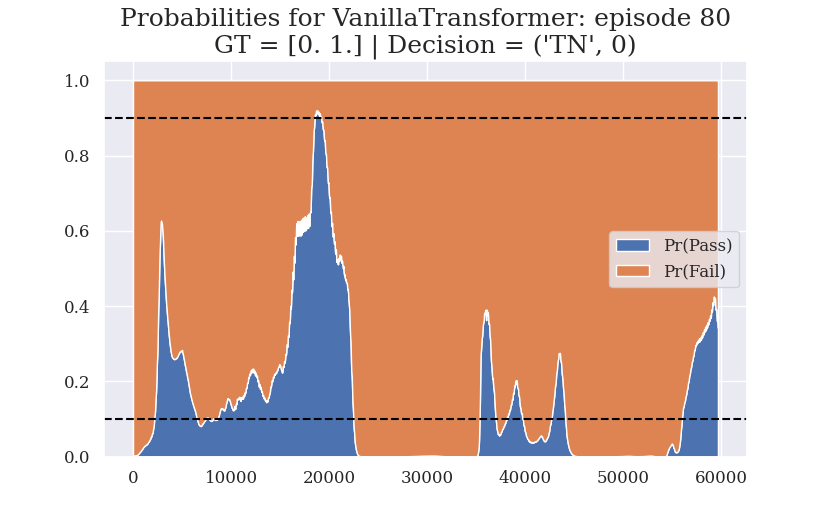 Probabilities for VanillaTransformer: episode 80
GT = [0. 1.] | Decision = ('TN', 0)
1.0
0.8
0.6
0.4
0.2
0.0
Pr(Pass)
Pr(Fail)
0 10000 20000 30000 40000 50000 60000